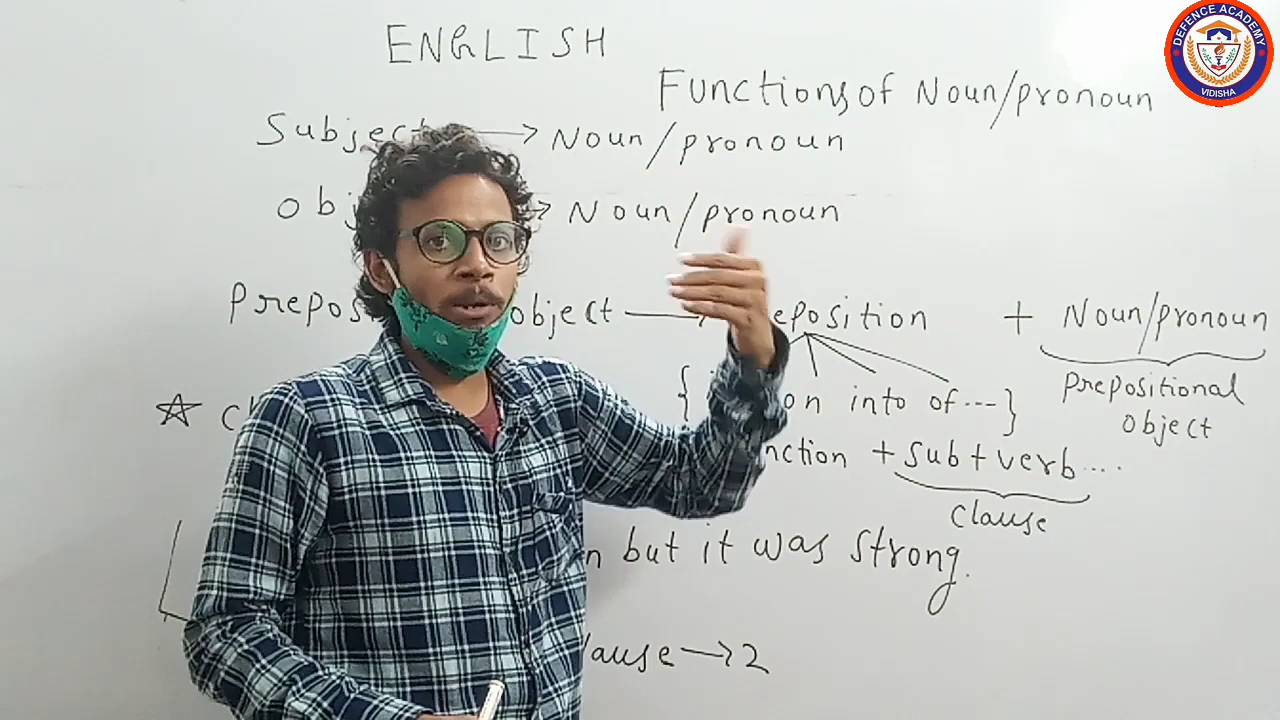 ENGLISH
DEFENCE ACADEMY
VIDISHA
Functions of Noun/pronoun
Subject → Noun/pronoun
obj → Noun/pronoun
Prepos object → eposition + Noun/pronoun
{ on into of ---- } Prepositional
object
nction + sub + verb ....
clause
n but it was strong.
lause → 2